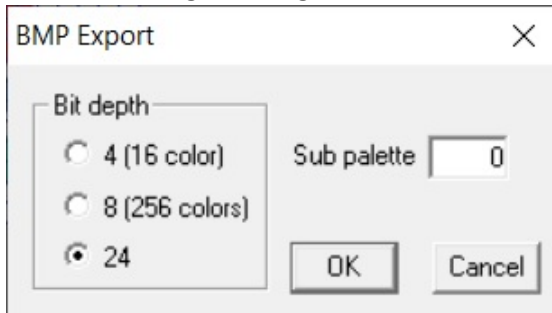 BMP Export
Bit depth
4 (16 color)
Sub palette 0
8 (256 colors)
24
OK
Cancel